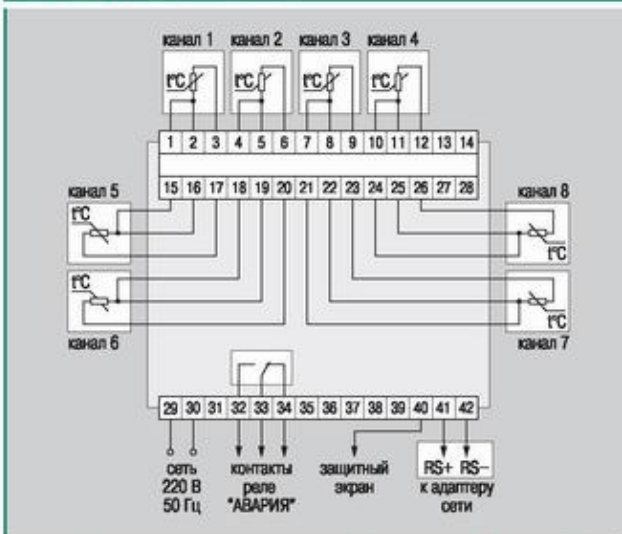 канал 1 канал 2 канал 3 канал 4
t°C t°C t°C t°C
1 2 3 4 5 6 7 8 9 10 11 12 13 14
15 16 17 18 19 20 21 22 23 24 25 26 27 28
канал 5 канал 8
t°C t°C
t°C t°C
канал 6 канал 7
29 30 31 32 33 34 35 36 37 38 39 40 41 42
сеть контакты защитный RS+ RS–
220 В реле экран к адаптеру
50 Гц "АВАРИЯ" сети